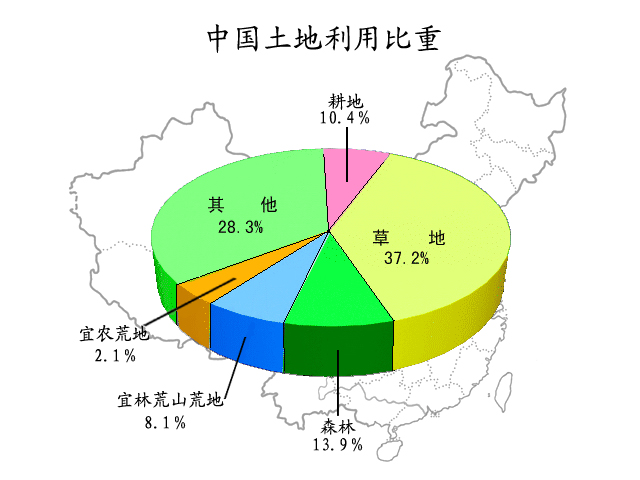 中国土地利用比重
耕地
10.4%
其 他
28.3%
草 地
37.2%
宜农荒地
2.1%
宜林荒山荒地
8.1%
森林
13.9%